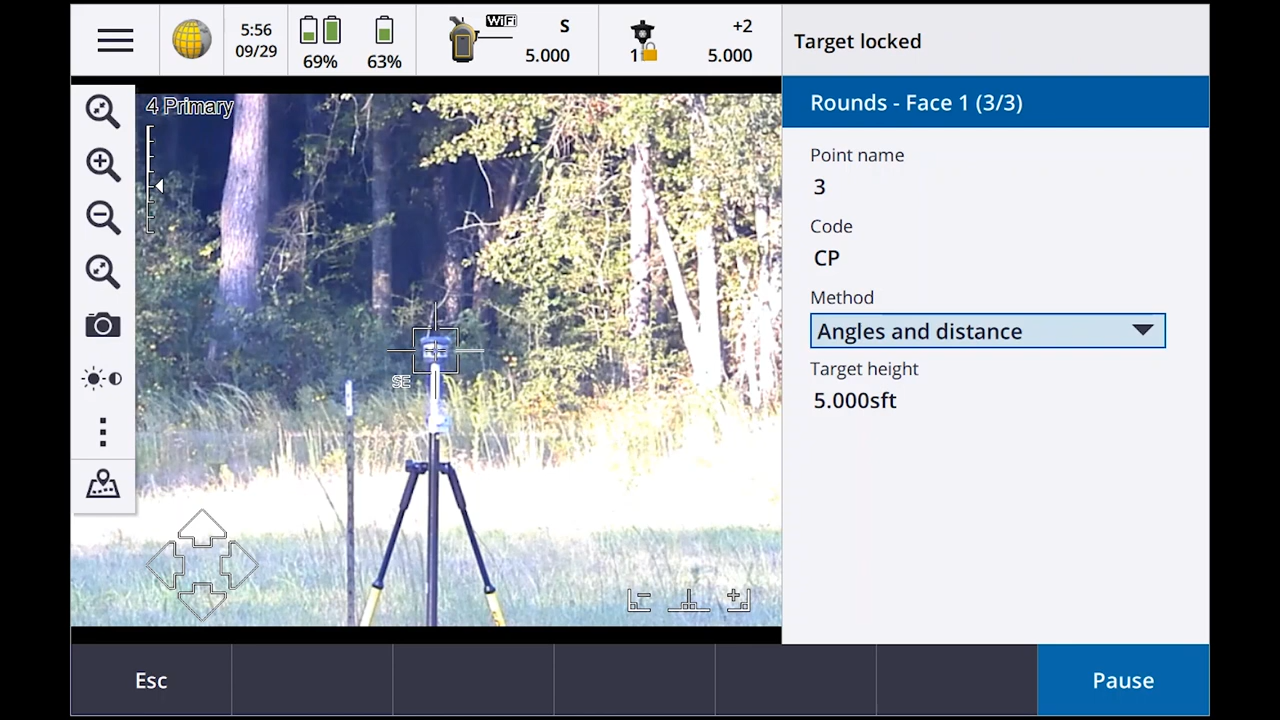 5:56
09/29
69%
63%
WiFi
S
5.000
1
+2
5.000
Target locked
4 Primary
SE
Rounds - Face 1 (3/3)
Point name
3
Code
CP
Method
Angles and distance
Target height
5.000sft
Esc
Pause